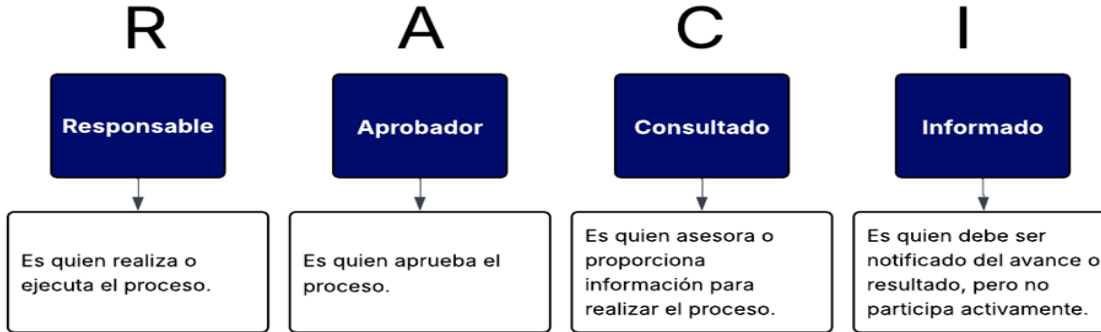 R
A
C
I
Responsable
Aprobador
Consultado
Informado
Es quien realiza o
ejecuta el proceso.
Es quien aprueba el
proceso.
Es quien asesora o
proporciona
información para
realizar el proceso.
Es quien debe ser
notificado del avance o
resultado, pero no
participa activamente.